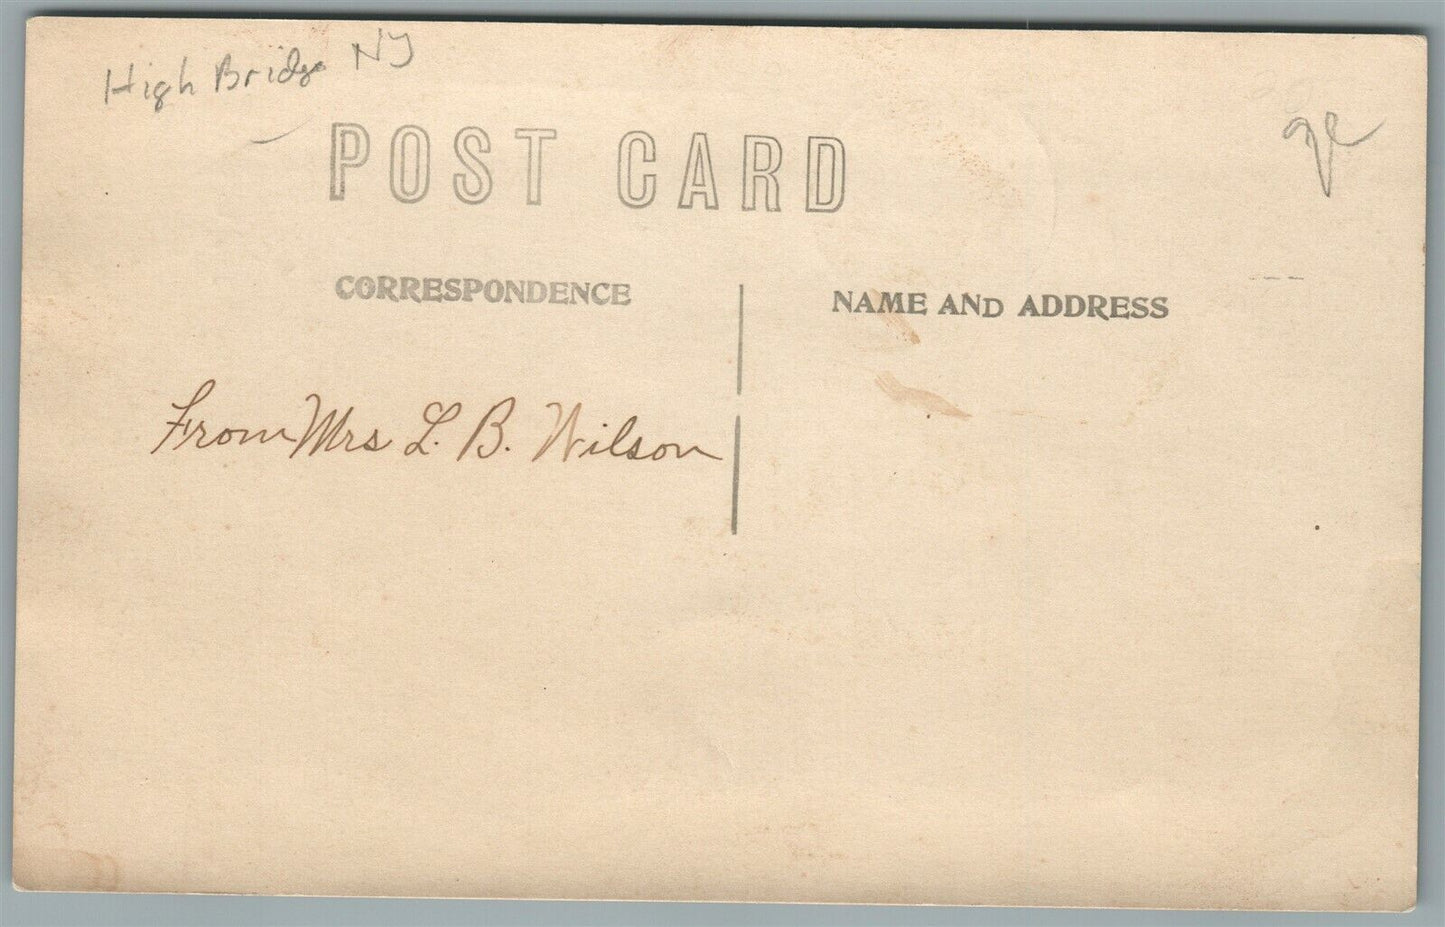 High Bridge NJ
POST CARD
CORRESPONDENCE
NAME AND ADDRESS
From Mrs L. B. Wilson